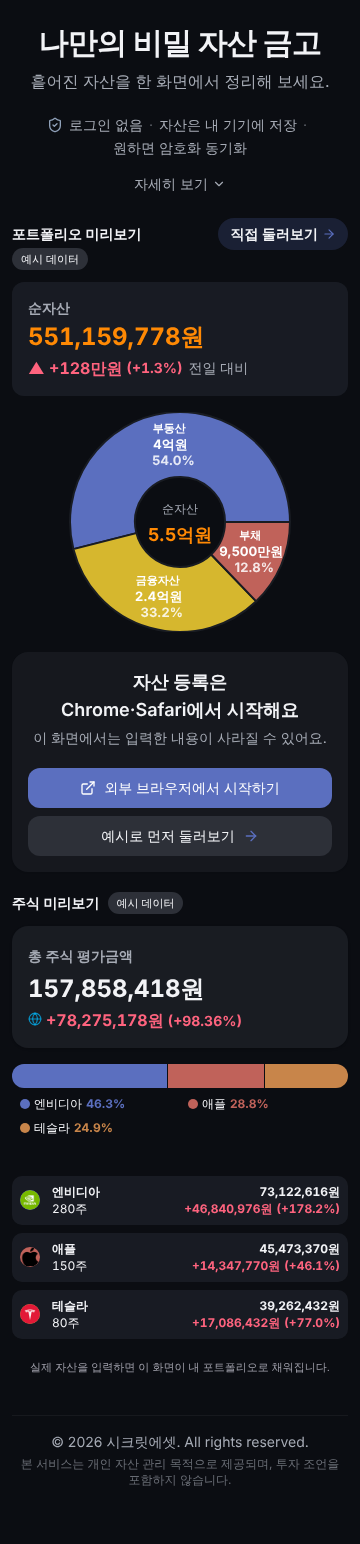 나만의 비밀 자산 금고
흩어진 자산을 한 화면에서 정리해 보세요.
로그인 없음 · 자산은 내 기기에 저장 ·
원하면 암호화 동기화
자세히 보기
포트폴리오 미리보기
직접 둘러보기
예시 데이터
순자산
551,159,778원
▲ +128만원 (+1.3%) 전일 대비
부동산
4억원
54.0%
순자산
5.5억원
부채
9,500만원
12.8%
금융자산
2.4억원
33.2%
자산 등록은
Chrome·Safari에서 시작해요
이 화면에서는 입력한 내용이 사라질 수 있어요.
외부 브라우저에서 시작하기
예시로 먼저 둘러보기
주식 미리보기 예시 데이터
총 주식 평가금액
157,858,418원
+78,275,178원 (+98.36%)
엔비디아 46.3% 애플 28.8%
테슬라 24.9%
엔비디아 73,122,616원
280주 +46,840,976원 (+178.2%)
애플 45,473,370원
150주 +14,347,770원 (+46.1%)
테슬라 39,262,432원
80주 +17,086,432원 (+77.0%)
실제 자산을 입력하면 이 화면이 내 포트폴리오로 채워집니다.
© 2026 시크릿에셋. All rights reserved.
본 서비스는 개인 자산 관리 목적으로 제공되며, 투자 조언을
포함하지 않습니다.